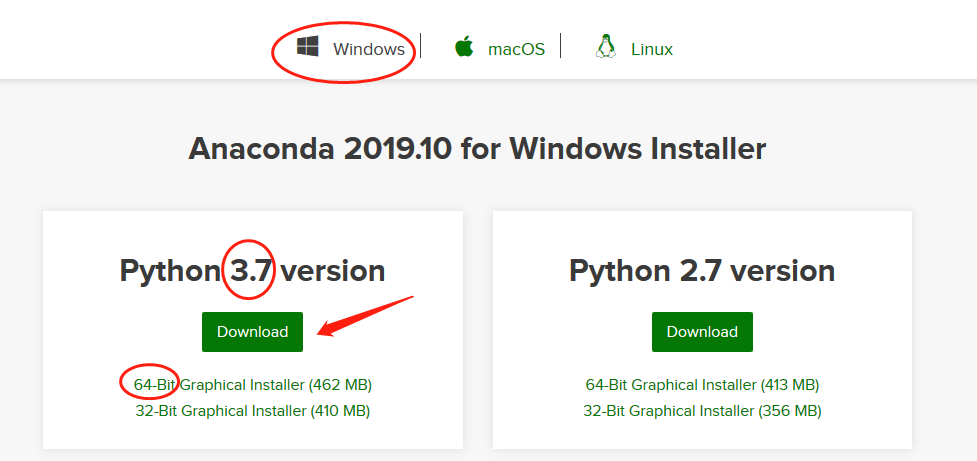 Windows macOS Linux
Anaconda 2019.10 for Windows Installer
Python 3.7 version
Download
64-Bit Graphical Installer (462 MB)
32-Bit Graphical Installer (410 MB)
Python 2.7 version
Download
64-Bit Graphical Installer (413 MB)
32-Bit Graphical Installer (356 MB)